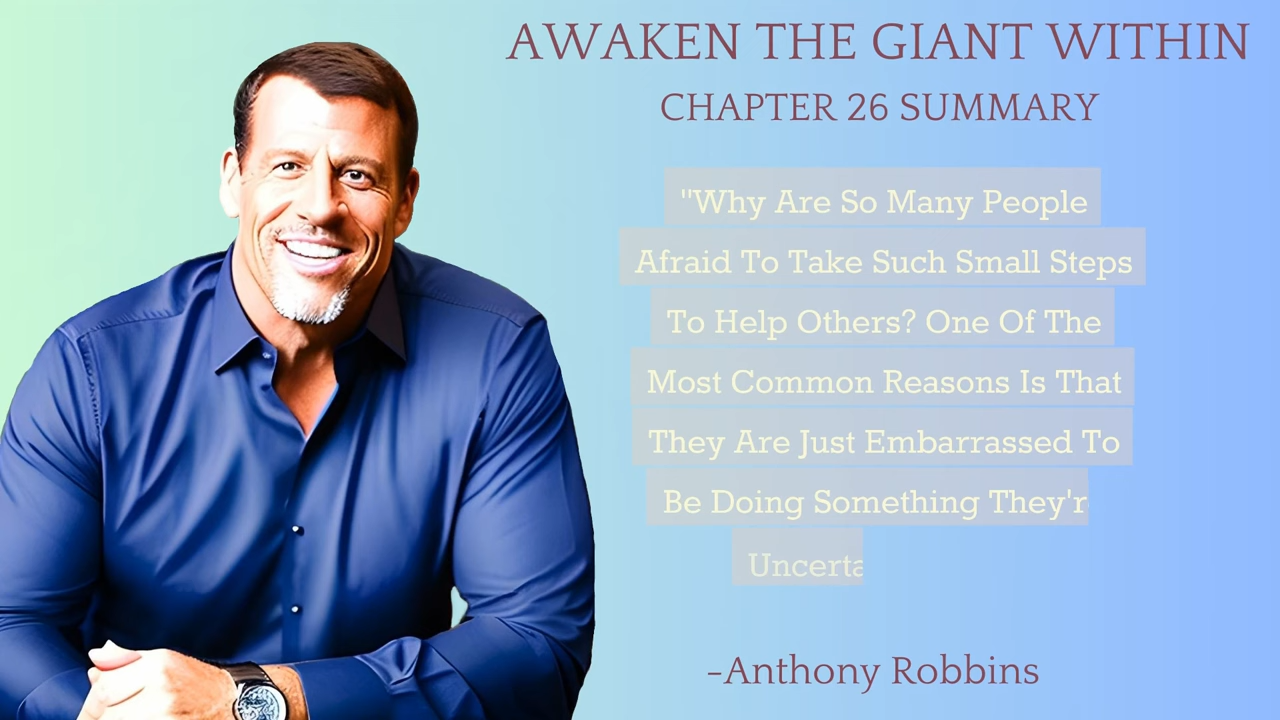 AWAKEN THE GIANT WITHIN
CHAPTER 26 SUMMARY
"Why Are So Many People
Afraid To Take Such Small Steps
To Help Others? One Of The
Most Common Reasons Is That
They Are Just Embarrassed To
Be Doing Something They'r
Uncerta
-Anthony Robbins